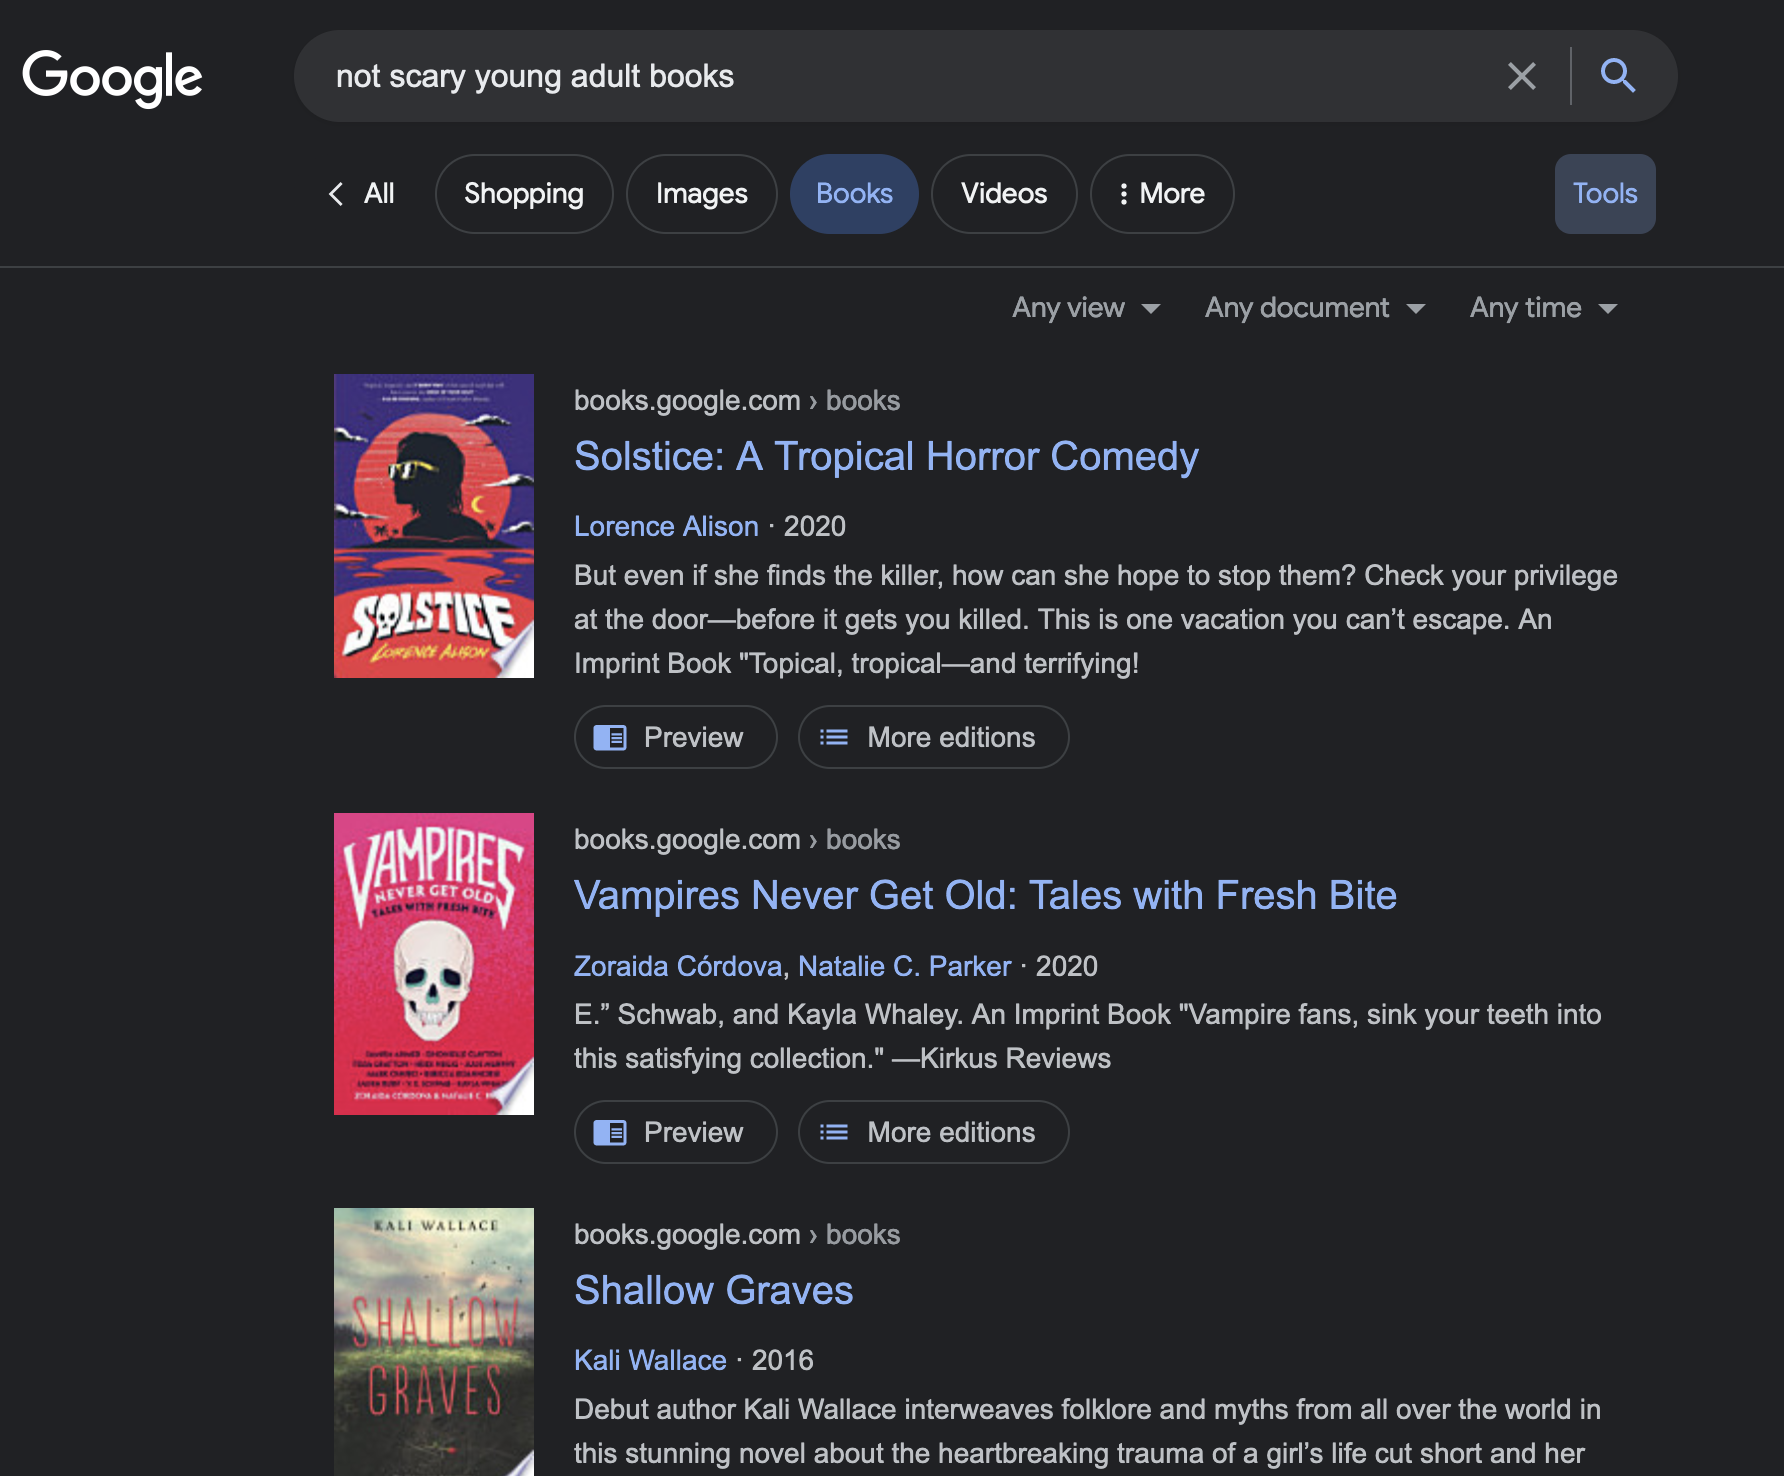 Google
not scary young adult books
All
Shopping
Images
Books
Videos
More
Tools
Any view
Any document
Any time
books.google.com › books
Solstice: A Tropical Horror Comedy
Lorence Alison · 2020
But even if she finds the killer, how can she hope to stop them? Check your privilege
at the door—before it gets you killed. This is one vacation you can’t escape. An
Imprint Book "Topical, tropical—and terrifying!
Preview
More editions
SOLSTICE
LORENCE ALISON
books.google.com › books
Vampires Never Get Old: Tales with Fresh Bite
Zoraida Córdova, Natalie C. Parker · 2020
E.” Schwab, and Kayla Whaley. An Imprint Book "Vampire fans, sink your teeth into
this satisfying collection." —Kirkus Reviews
Preview
More editions
VAMPIRES
NEVER GET OLD
TALES WITH FRESH BITE
ZORAIDA CÓRDOVA & NATALIE C.
books.google.com › books
Shallow Graves
Kali Wallace · 2016
Debut author Kali Wallace interweaves folklore and myths from all over the world in
this stunning novel about the heartbreaking trauma of a girl’s life cut short and her
KALI WALLACE
SHALLOW
GRAVES